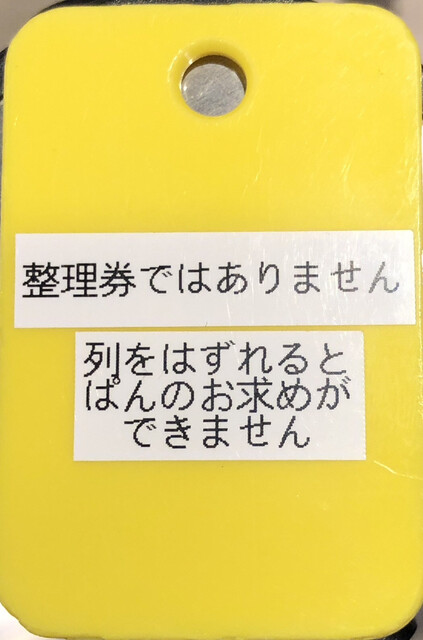 整理券ではありません
列をはずれると
ぱんのお求めが
できません